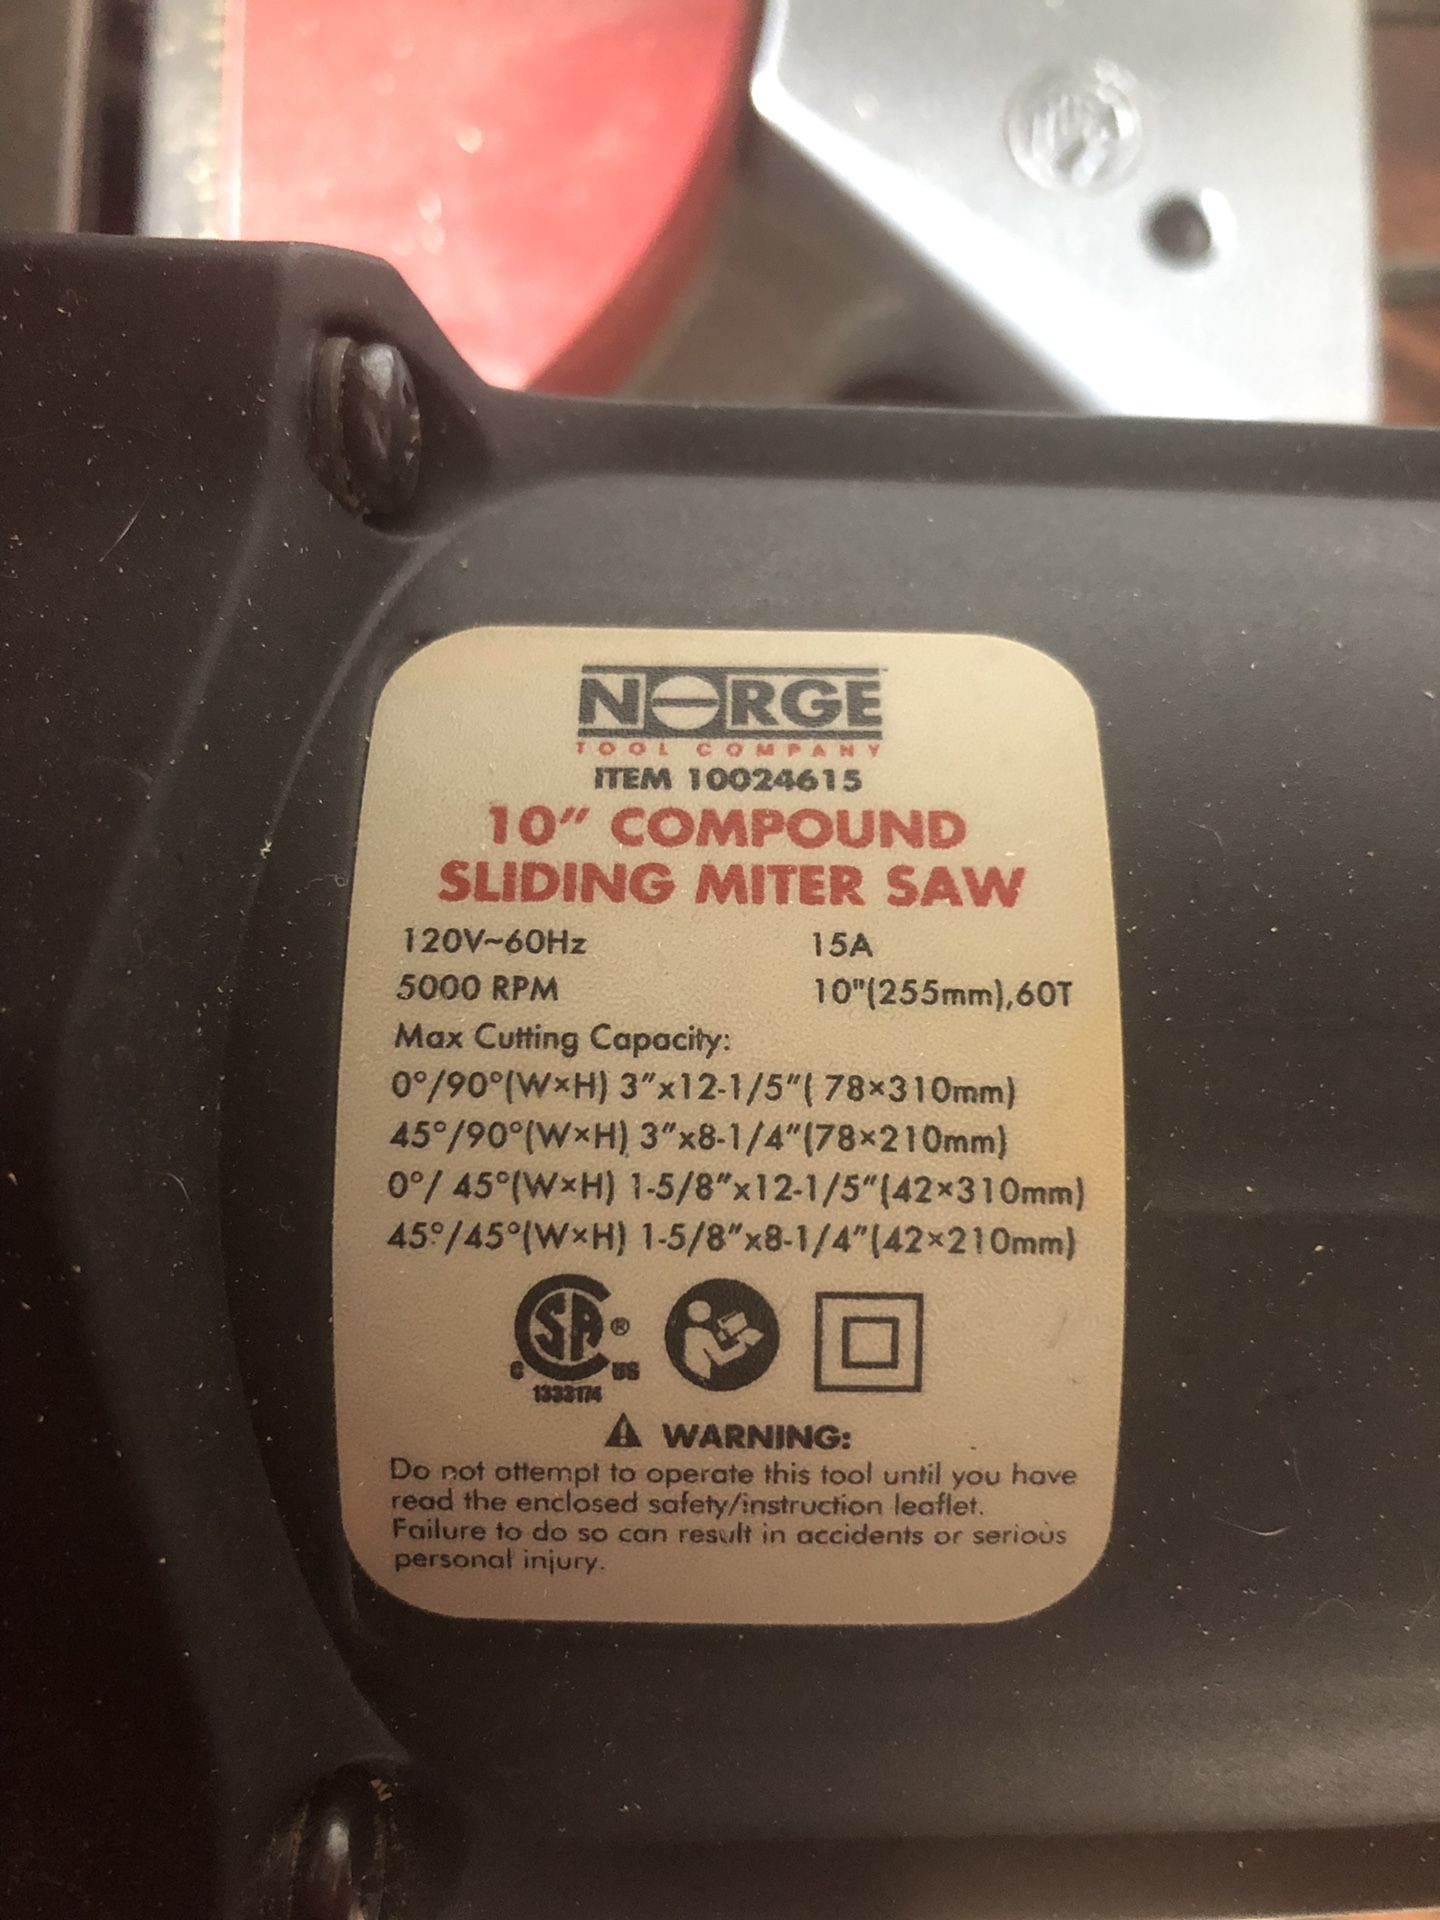 NORGE
TOOL COMPANY
ITEM 10024615
10" COMPOUND
SLIDING MITER SAW
120V~60Hz 15A
5000 RPM 10"(255mm),60T
Max Cutting Capacity:
0°/90°(W×H) 3"x12-1/5"( 78×310mm)
45°/90°(W×H) 3"x8-1/4"(78×210mm)
0°/ 45°(W×H) 1-5/8"x12-1/5"(42×310mm)
45°/45°(W×H) 1-5/8"x8-1/4"(42×210mm)
CSA®
C US
1333174
WARNING:
Do not attempt to operate this tool until you have
read the enclosed safety/instruction leaflet.
Failure to do so can result in accidents or serious
personal injury.